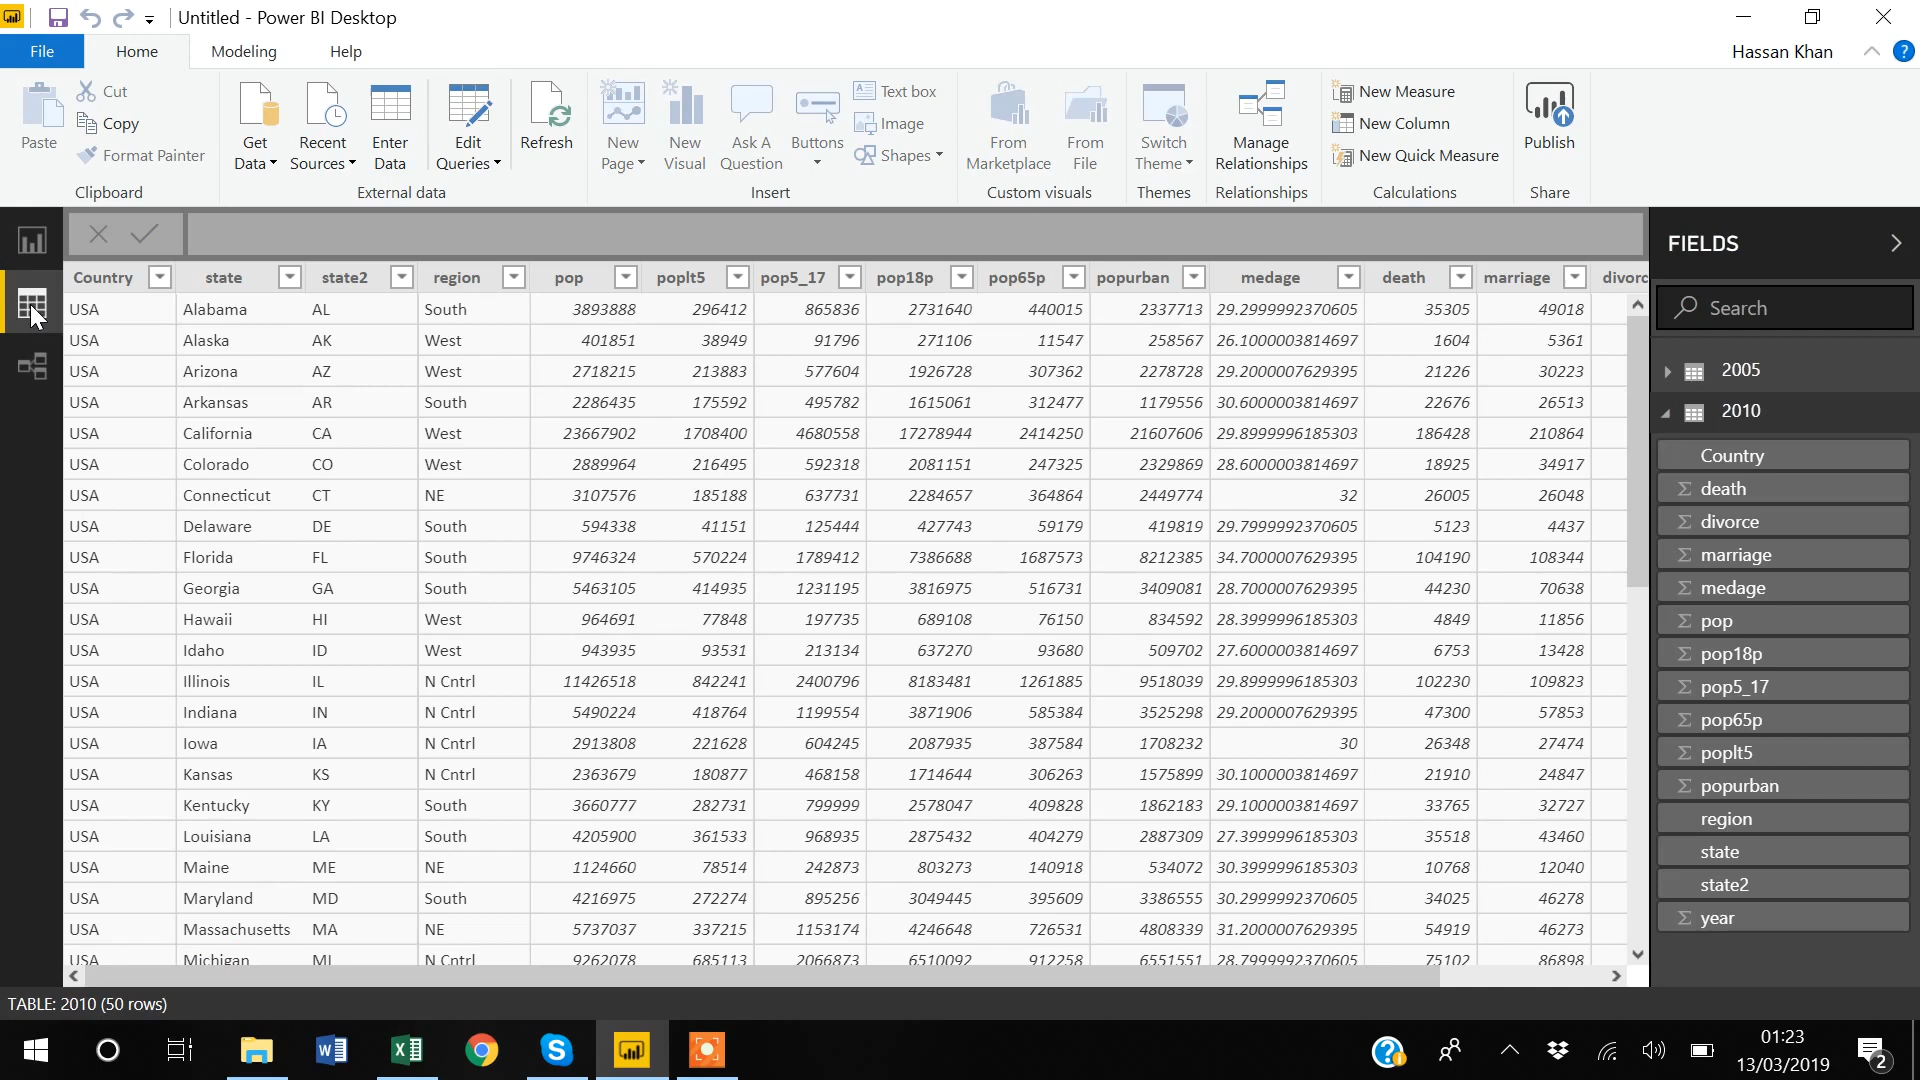 Untitled - Power BI Desktop
File Home Modeling Help Hassan Khan ?
Paste Cut Copy Format Painter Clipboard
Get Data Recent Sources Enter Data Edit Queries Refresh External data
New Page New Visual Ask A Question Buttons Text box Image Shapes Insert
From Marketplace From File Custom visuals
Switch Theme Themes
Manage Relationships Relationships
New Measure New Column New Quick Measure Calculations
Publish Share
Country state state2 region pop poplt5 pop5_17 pop18p pop65p popurban medage death marriage divorc
USA Alabama AL South 3893888 296412 865836 2731640 440015 2337713 29.2999992370605 35305 49018
USA Alaska AK West 401851 38949 91796 271106 11547 258567 26.1000003814697 1604 5361
USA Arizona AZ West 2718215 213883 577604 1926728 307362 2278728 29.2000007629395 21226 30223
USA Arkansas AR South 2286435 175592 495782 1615061 312477 1179556 30.6000003814697 22676 26513
USA California CA West 23667902 1708400 4680558 17278944 2414250 21607606 29.8999996185303 186428 210864
USA Colorado CO West 2889964 216495 592318 2081151 247325 2329869 28.6000003814697 18925 34917
USA Connecticut CT NE 3107576 185188 637731 2284657 364864 2449774 32 26005 26048
USA Delaware DE South 594338 41151 125444 427743 59179 419819 29.7999992370605 5123 4437
USA Florida FL South 9746324 570224 1789412 7386688 1687573 8212385 34.7000007629395 104190 108344
USA Georgia GA South 5463105 414935 1231195 3816975 516731 3409081 28.7000007629395 44230 70638
USA Hawaii HI West 964691 77848 197735 689108 76150 834592 28.3999996185303 4849 11856
USA Idaho ID West 943935 93531 213134 637270 93680 509702 27.6000003814697 6753 13428
USA Illinois IL N Cntrl 11426518 842241 2400796 8183481 1261885 9518039 29.8999996185303 102230 109823
USA Indiana IN N Cntrl 5490224 418764 1199554 3871906 585384 3525298 29.2000007629395 47300 57853
USA Iowa IA N Cntrl 2913808 221628 604245 2087935 387584 1708232 30 26348 27474
USA Kansas KS N Cntrl 2363679 180877 468158 1714644 306263 1575899 30.1000003814697 21910 24847
USA Kentucky KY South 3660777 282731 799999 2578047 409828 1862183 29.1000003814697 33765 32727
USA Louisiana LA South 4205900 361533 968935 2875432 404279 2887309 27.3999996185303 35518 43460
USA Maine ME NE 1124660 78514 242873 803273 140918 534072 30.3999996185303 10768 12040
USA Maryland MD South 4216975 272274 895256 3049445 395609 3386555 30.2999992370605 34025 46278
USA Massachusetts MA NE 5737037 337215 1153174 4246648 726531 4808339 31.2000007629395 54919 46273
USA Michigan MI N Cntrl 9262078 685113 2066873 6510092 912258 6551551 28.7999992370605 75102 86898
FIELDS
Search
2005
2010
Country
death
divorce
marriage
medage
pop
pop18p
pop5_17
pop65p
poplt5
popurban
region
state
state2
year
TABLE: 2010 (50 rows)
01:23
13/03/2019
2